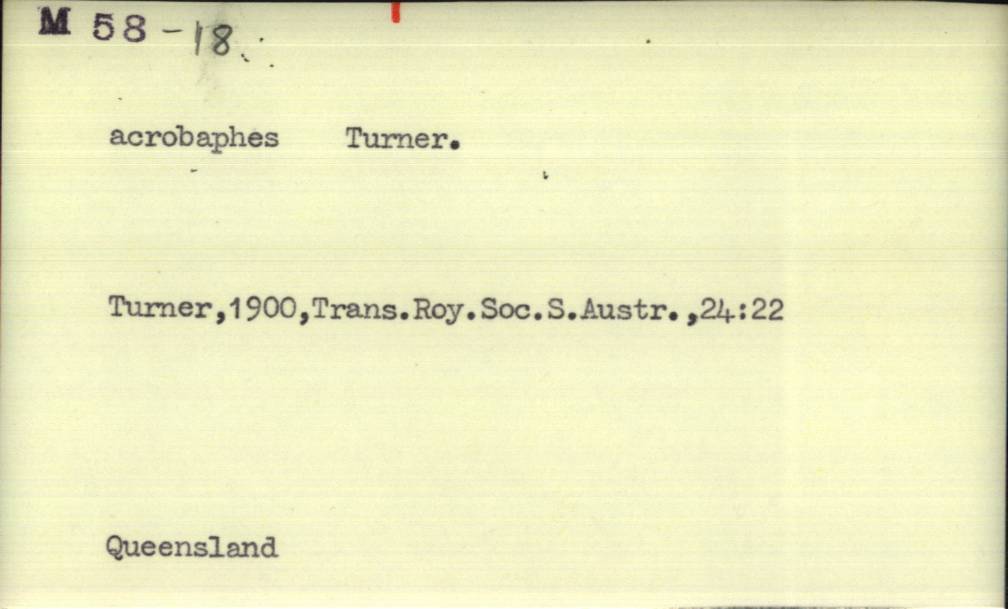 M 58-18
acrobaphes Turner.
Turner,1900,Trans.Roy.Soc.S.Austr.,24:22
Queensland